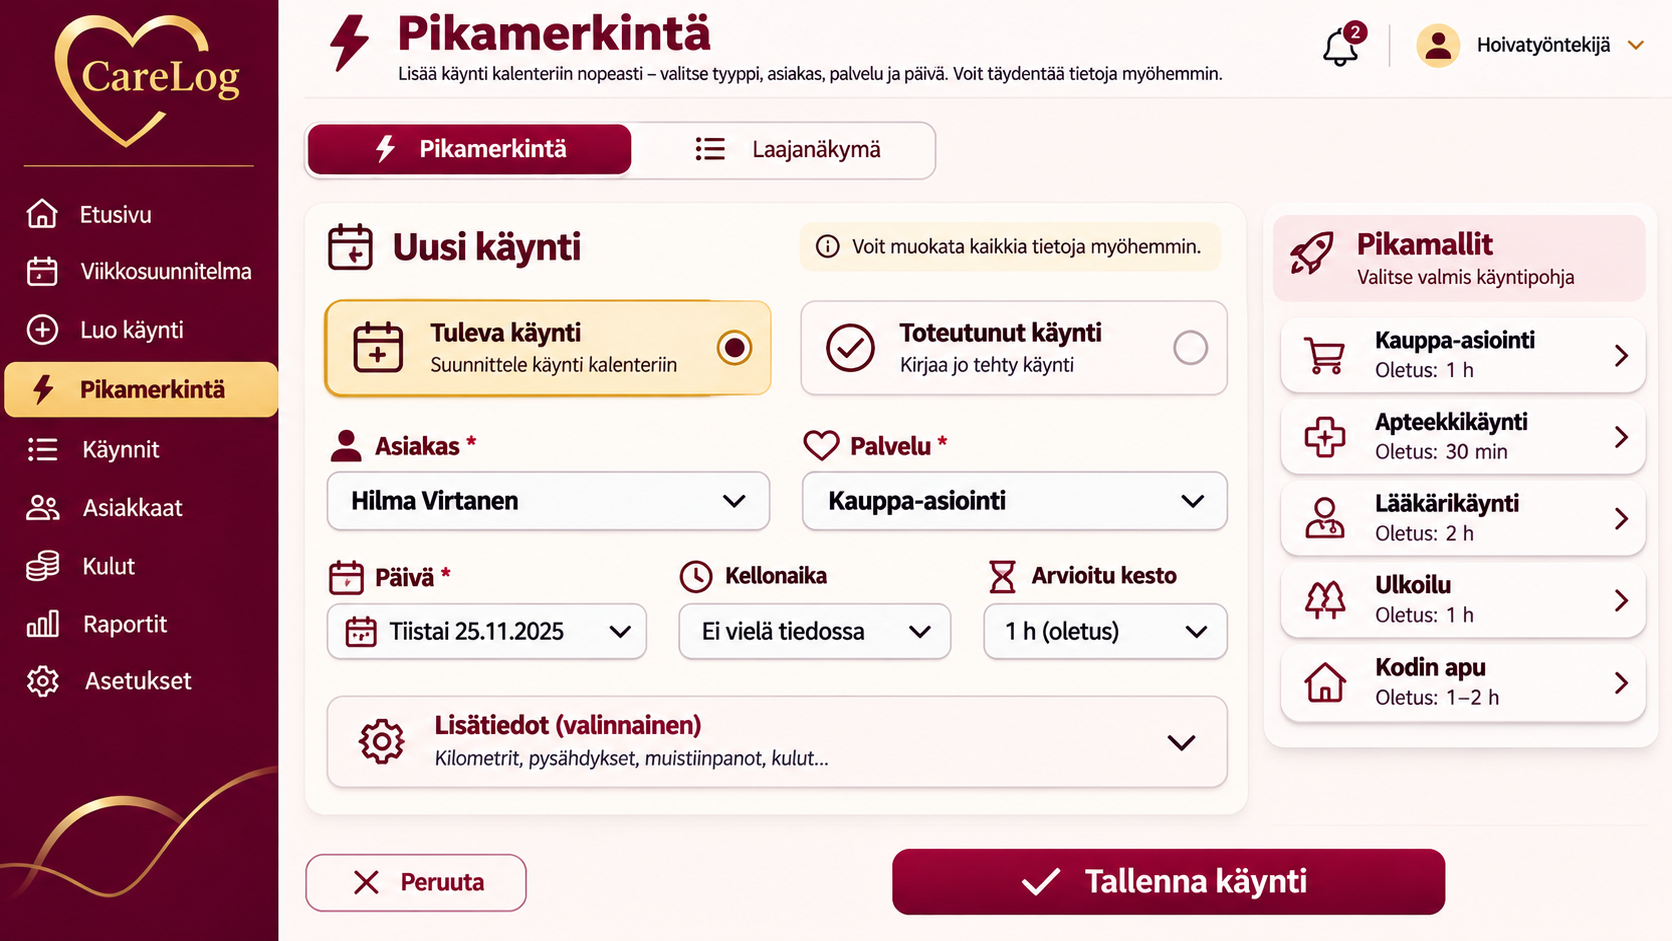 CareLog
Etusivu
Viikkosuunnitelma
Luo käynti
Pikamerkintä
Käynnit
Asiakkaat
Kulut
Raportit
Asetukset
Pikamerkintä
Lisää käynti kalenteriin nopeasti – valitse tyyppi, asiakas, palvelu ja päivä. Voit täydentää tietoja myöhemmin.
2
Hoivatyöntekijä
Pikamerkintä
Laajanäkymä
Uusi käynti
Voit muokata kaikkia tietoja myöhemmin.
Tuleva käynti
Suunnittele käynti kalenteriin
Toteutunut käynti
Kirjaa jo tehty käynti
Asiakas *
Hilma Virtanen
Palvelu *
Kauppa-asiointi
Päivä *
Tiistai 25.11.2025
Kellonaika
Ei vielä tiedossa
Arvioitu kesto
1 h (oletus)
Lisätiedot (valinnainen)
Kilometrit, pysähdykset, muistiinpanot, kulut...
Pikamallit
Valitse valmis käyntipohja
Kauppa-asiointi
Oletus: 1 h
Apteekkikäynti
Oletus: 30 min
Lääkärikäynti
Oletus: 2 h
Ulkoilu
Oletus: 1 h
Kodin apu
Oletus: 1–2 h
Peruuta
Tallenna käynti